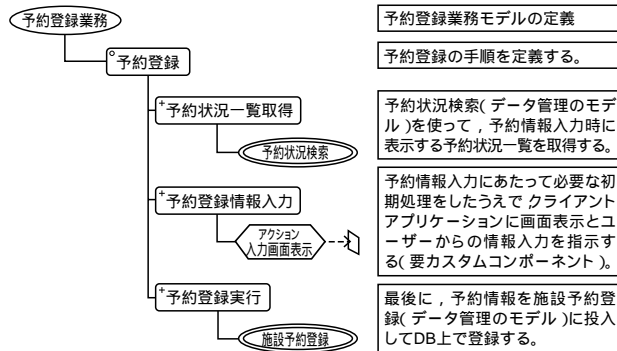 予約登録業務
予約登録業務モデルの定義
°予約登録
予約登録の手順を定義する。
+予約状況一覧取得
予約状況検索
予約状況検索(データ管理のモデ
ル)を使って,予約情報入力時に
表示する予約状況一覧を取得する。
+予約登録情報入力
アクション
入力画面表示
予約情報入力にあたって必要な初
期処理をしたうえで クライアント
アプリケーションに画面表示とユ
ーザーからの情報入力を指示す
る(要カスタムコンポーネント)。
+予約登録実行
施設予約登録
最後に,予約情報を施設予約登
録(データ管理のモデル)に投入
してDB上で登録する。